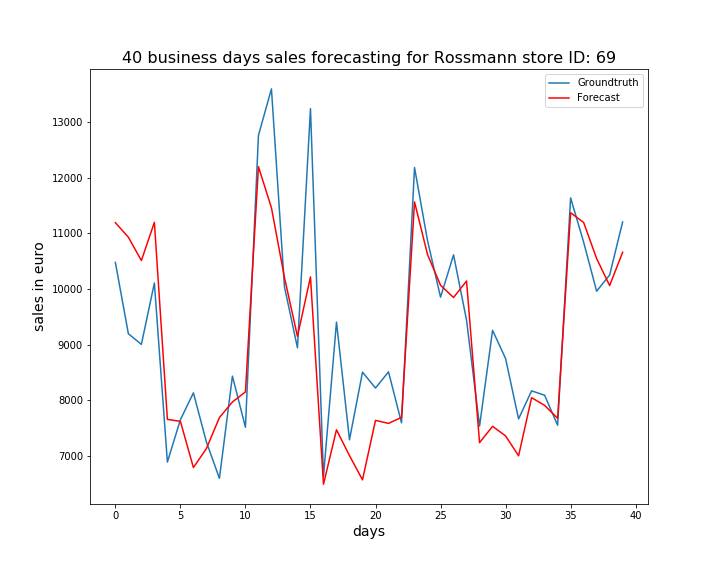 40 business days sales forecasting for Rossmann store ID: 69
Groundtruth
Forecast
13000
12000
11000
10000
9000
8000
7000
sales in euro
0 5 10 15 20 25 30 35 40
days